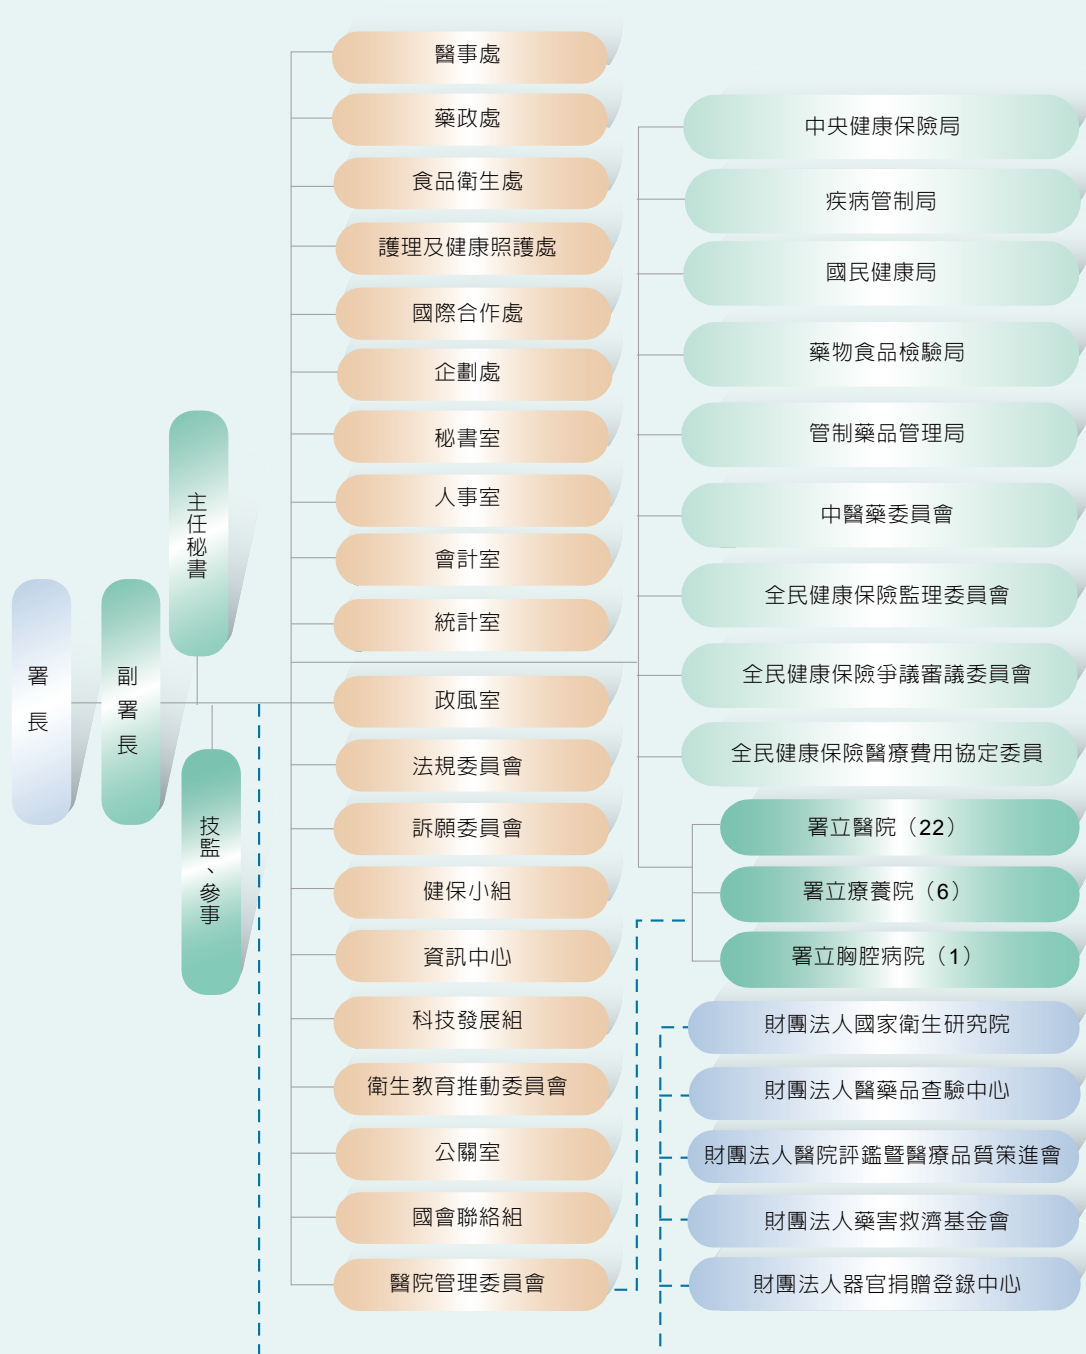 署長
副署長
主任秘書
技監、參事
醫事處
藥政處
食品衛生處
護理及健康照護處
國際合作處
企劃處
秘書室
人事室
會計室
統計室
政風室
法規委員會
訴願委員會
健保小組
資訊中心
科技發展組
衛生教育推動委員會
公關室
國會聯絡組
醫院管理委員會
中央健康保險局
疾病管制局
國民健康局
藥物食品檢驗局
管制藥品管理局
中醫藥委員會
全民健康保險監理委員會
全民健康保險爭議審議委員會
全民健康保險醫療費用協定委員
署立醫院（22）
署立療養院（6）
署立胸腔病院（1）
財團法人國家衛生研究院
財團法人醫藥品查驗中心
財團法人醫院評鑑暨醫療品質策進會
財團法人藥害救濟基金會
財團法人器官捐贈登錄中心